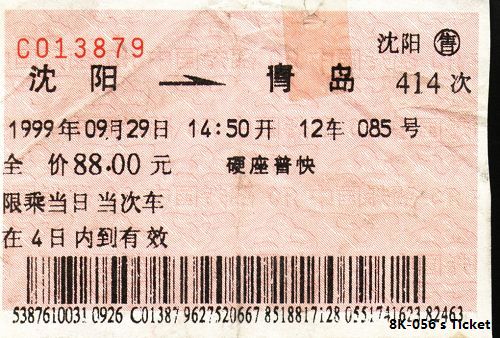 C013879 沈阳 ㊞售
沈阳 → 青岛 414次
1999年09月29日 14:50开 12车 085号
全 价88.00元 硬座普快
限乘当日当次车
在4日内到有效
5387610031 0926 C01387 9627520667 8518817128 0551741623 82463
8K-056's Ticket